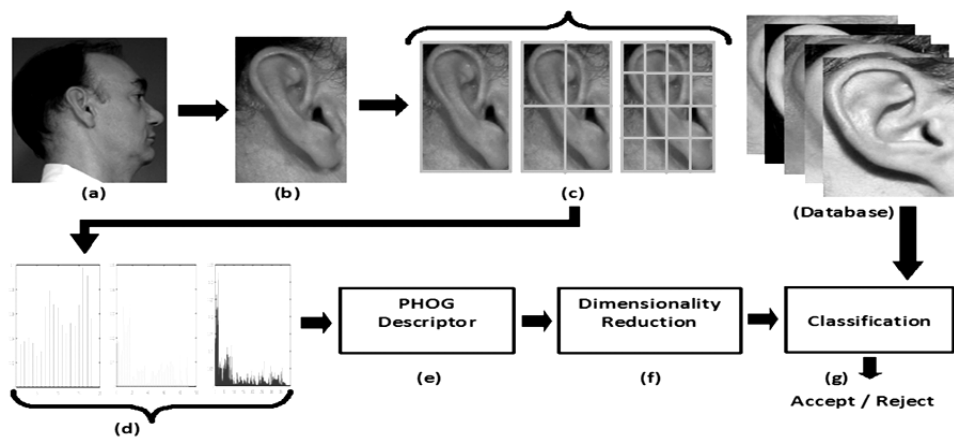 (a)
(b)
(c)
(Database)
PHOG
Descriptor
Dimensionality
Reduction
Classification
(d)
(e)
(f)
(g)
Accept / Reject